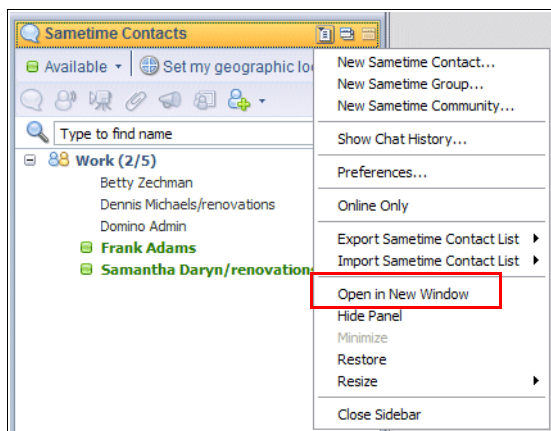 Sametime Contacts
Available
Set my geographic lo
Type to find name
Work (2/5)
Betty Zechman
Dennis Michaels/renovations
Domino Admin
Frank Adams
Samantha Daryn/renovation
New Sametime Contact...
New Sametime Group...
New Sametime Community...
Show Chat History...
Preferences...
Online Only
Export Sametime Contact List
Import Sametime Contact List
Open in New Window
Hide Panel
Minimize
Restore
Resize
Close Sidebar